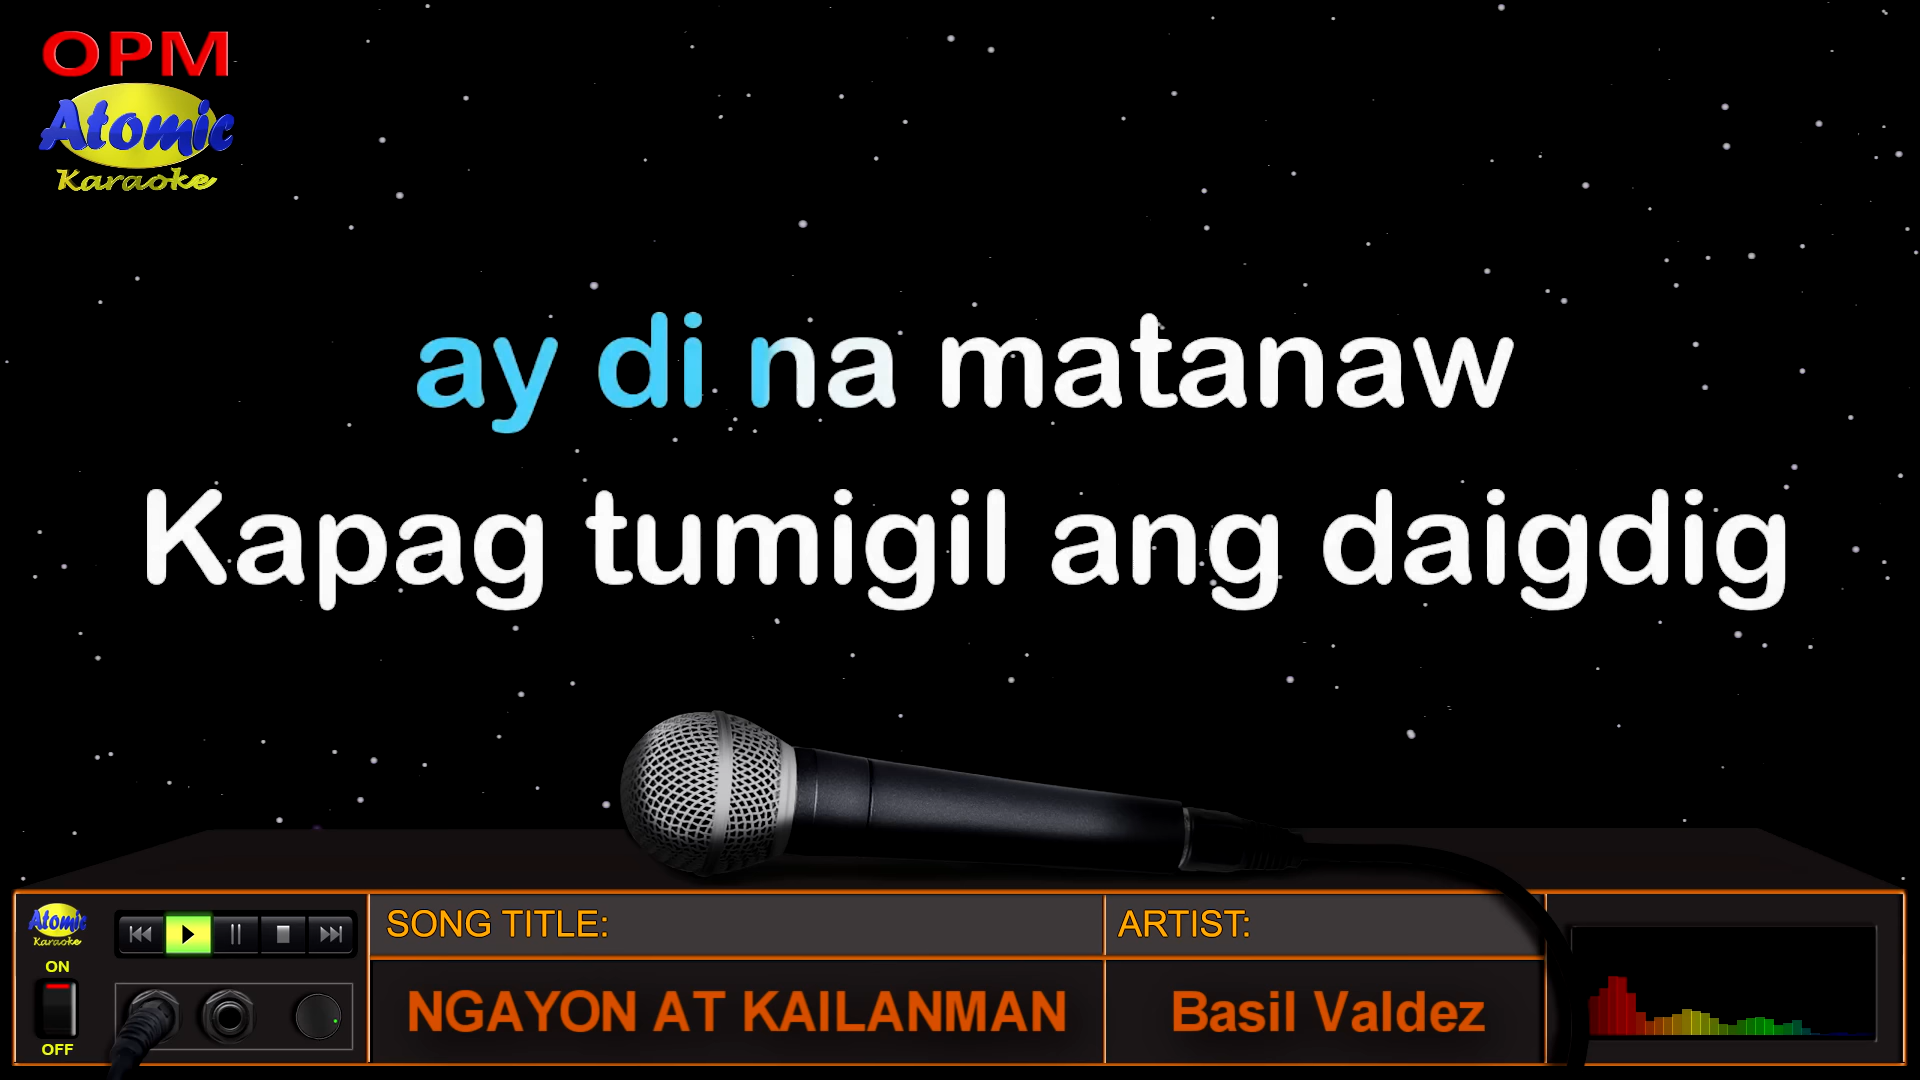 OPM
Atomic
Karaoke
ay di na matanaw
Kapag tumigil ang daigdig
Atomic
Karaoke
ON
OFF
SONG TITLE:
NGAYON AT KAILANMAN
ARTIST:
Basil Valdez